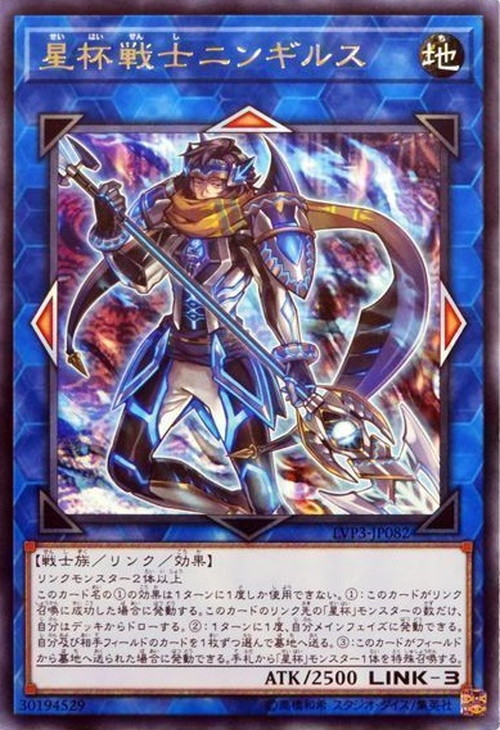 星杯戦士ニンギルス
地
LVP3-JP082
【戦士族／リンク／効果】
リンクモンスター２体以上
このカード名の①の効果は１ターンに１度しか使用できない。①：このカードがリンク
召喚に成功した場合に発動する。このカードのリンク先の「星杯」モンスターの数だけ、
自分はデッキからドローする。②：１ターンに１度、自分メインフェイズに発動できる。
自分及び相手フィールドのカードを１枚ずつ選んで墓地へ送る。③：このカードがフィールド
から墓地へ送られた場合に発動できる。手札から「星杯」モンスター１体を特殊召喚する。
ATK/2500 LINK-3
30194529
©高橋和希 スタジオ・ダイス/集英社